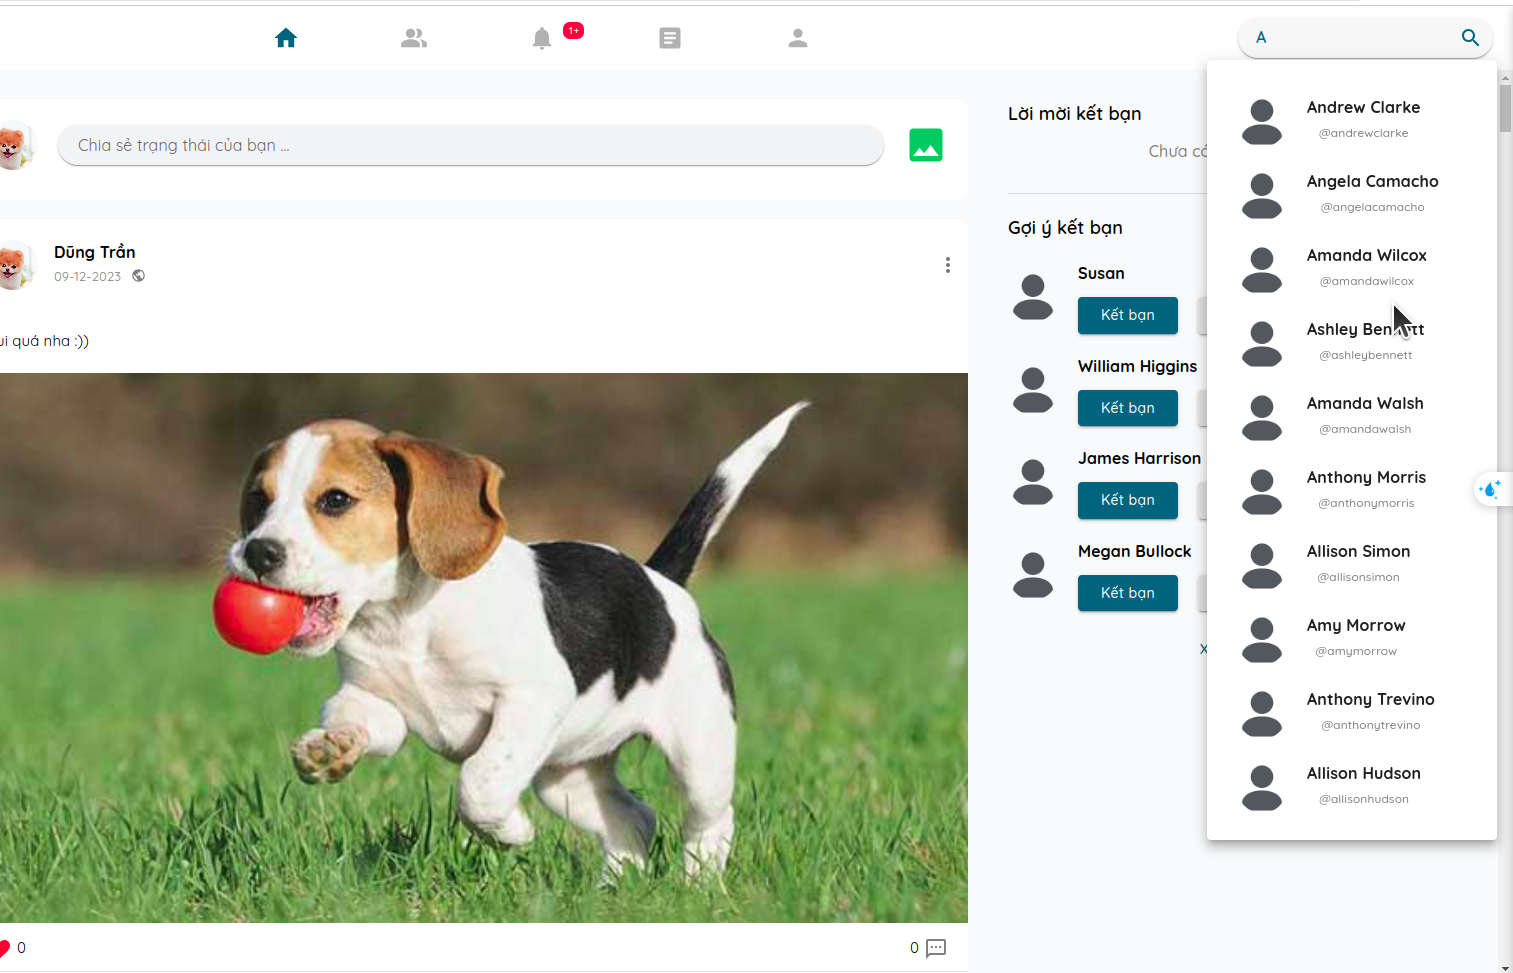 1+
A
Chia sẻ trạng thái của bạn ...
Dũng Trần
09-12-2023
ui quá nha :))
0
0
Lời mời kết bạn
Chưa có
Gợi ý kết bạn
Susan
Kết bạn
William Higgins
Kết bạn
James Harrison
Kết bạn
Megan Bullock
Kết bạn
X
Andrew Clarke
@andrewclarke
Angela Camacho
@angelacamacho
Amanda Wilcox
@amandawilcox
Ashley Bennett
@ashleybennett
Amanda Walsh
@amandawalsh
Anthony Morris
@anthonymorris
Allison Simon
@allisonsimon
Amy Morrow
@amymorrow
Anthony Trevino
@anthonytrevino
Allison Hudson
@allisonhudson